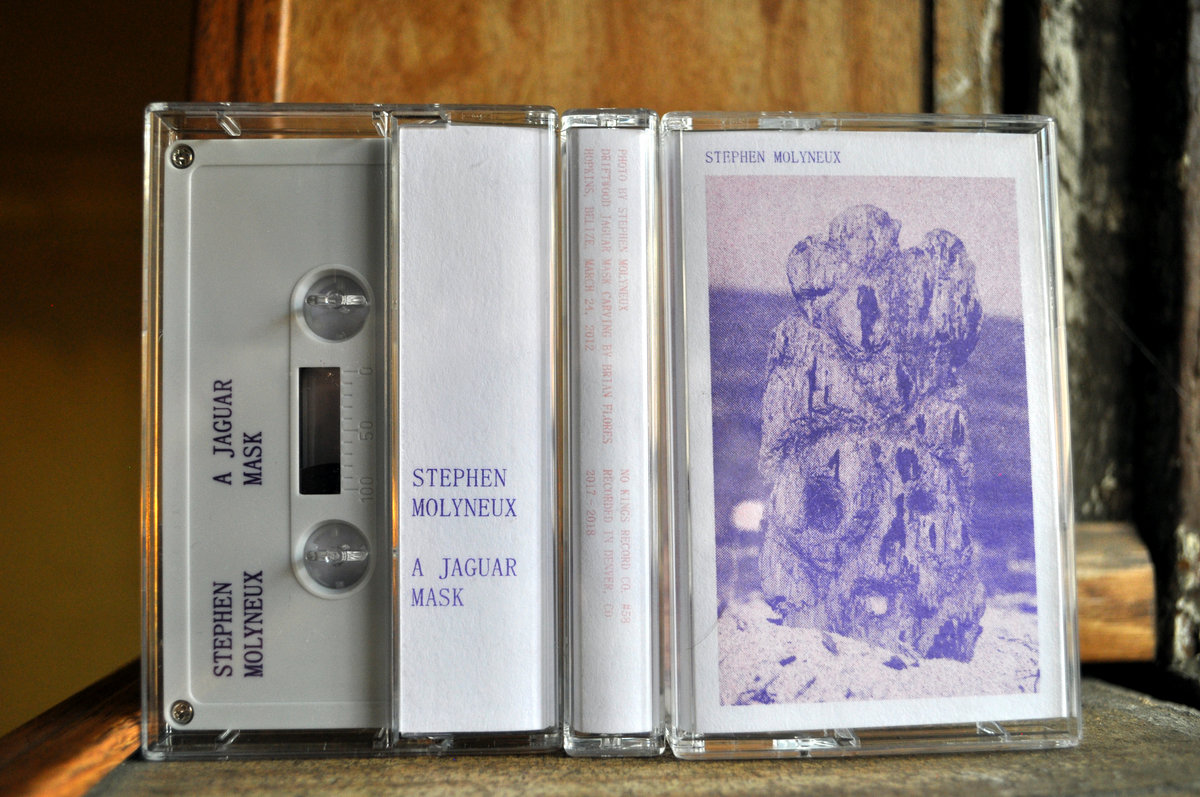 A JAGUAR
MASK
STEPHEN
MOLYNEUX
0
50
100
STEPHEN
MOLYNEUX
A JAGUAR
MASK
PHOTO BY STEPHEN MOLYNEUX
DRIFTWOOD JAGUAR MASK CARVING BY BRIAN FLORES
HOPKINS, BELIZE. MARCH 24, 2012
NO KINGS RECORD CO. #58
RECORDED IN DENVER, CO
2017 - 2018
STEPHEN MOLYNEUX